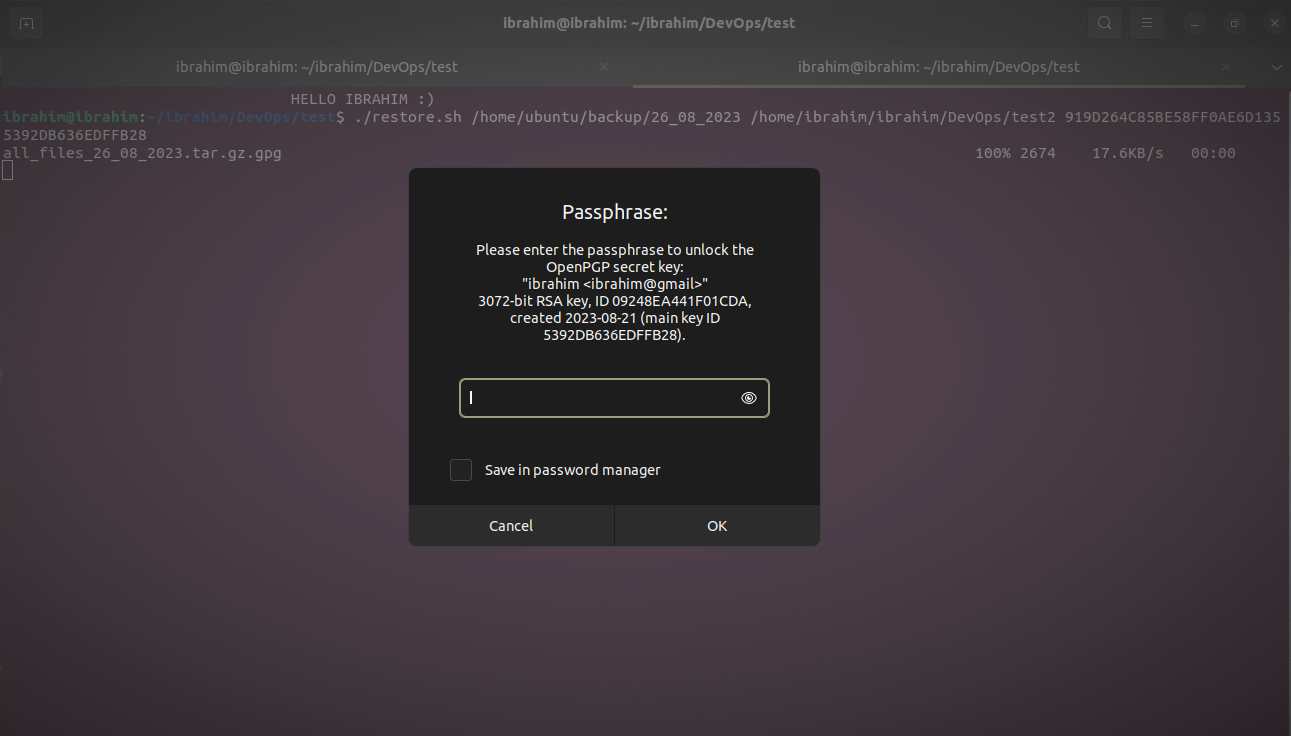 ibrahim@ibrahim: ~/ibrahim/DevOps/test
ibrahim@ibrahim: ~/ibrahim/DevOps/test
ibrahim@ibrahim: ~/ibrahim/DevOps/test
HELLO IBRAHIM :)
ibrahim@ibrahim:~/ibrahim/DevOps/test$ ./restore.sh /home/ubuntu/backup/26_08_2023 /home/ibrahim/ibrahim/DevOps/test2 919D264C85BE58FF0AE6D135
5392DB636EDFFB28
all_files_26_08_2023.tar.gz.gpg 100% 2674 17.6KB/s 00:00
Passphrase:
Please enter the passphrase to unlock the
OpenPGP secret key:
"ibrahim <ibrahim@gmail>"
3072-bit RSA key, ID 09248EA441F01CDA,
created 2023-08-21 (main key ID
5392DB636EDFFB28).
Save in password manager
Cancel OK